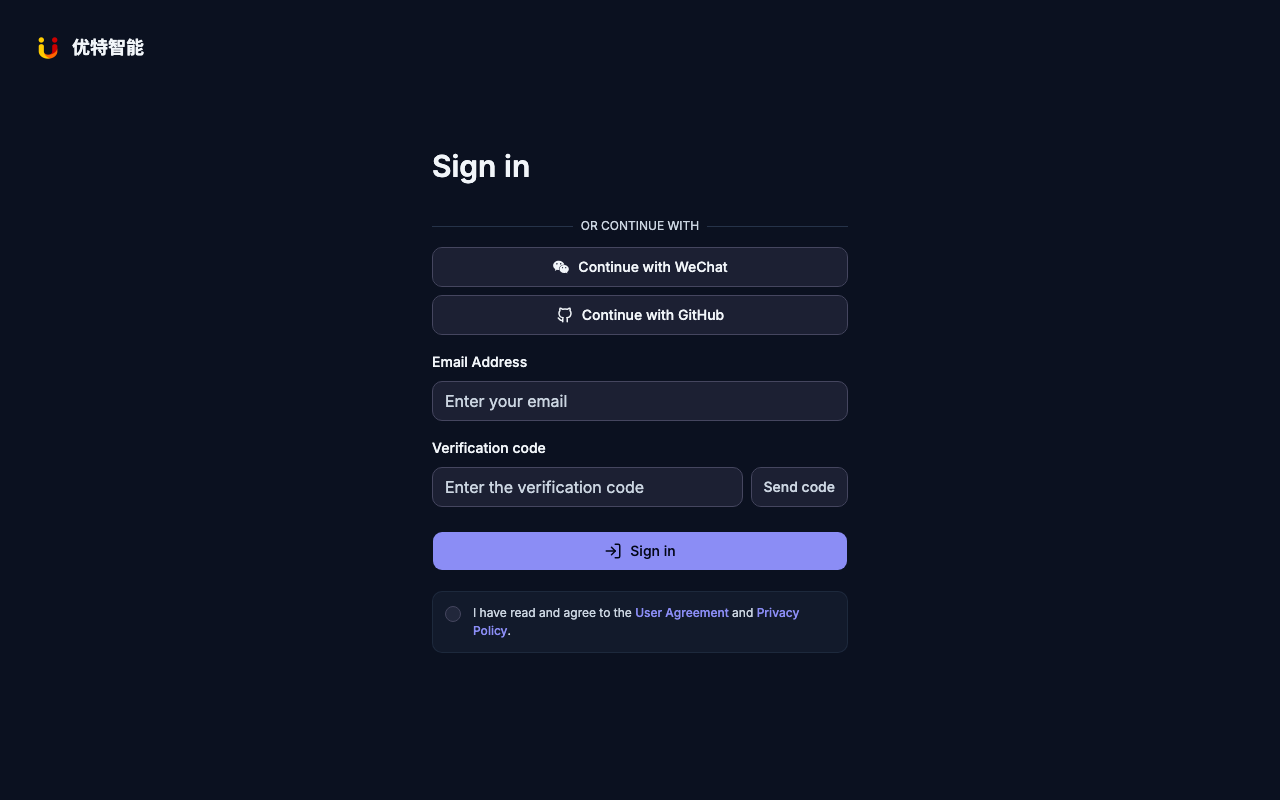 优特智能
Sign in
OR CONTINUE WITH
Continue with WeChat
Continue with GitHub
Email Address
Enter your email
Verification code
Enter the verification code
Send code
Sign in
I have read and agree to the User Agreement and Privacy
Policy.